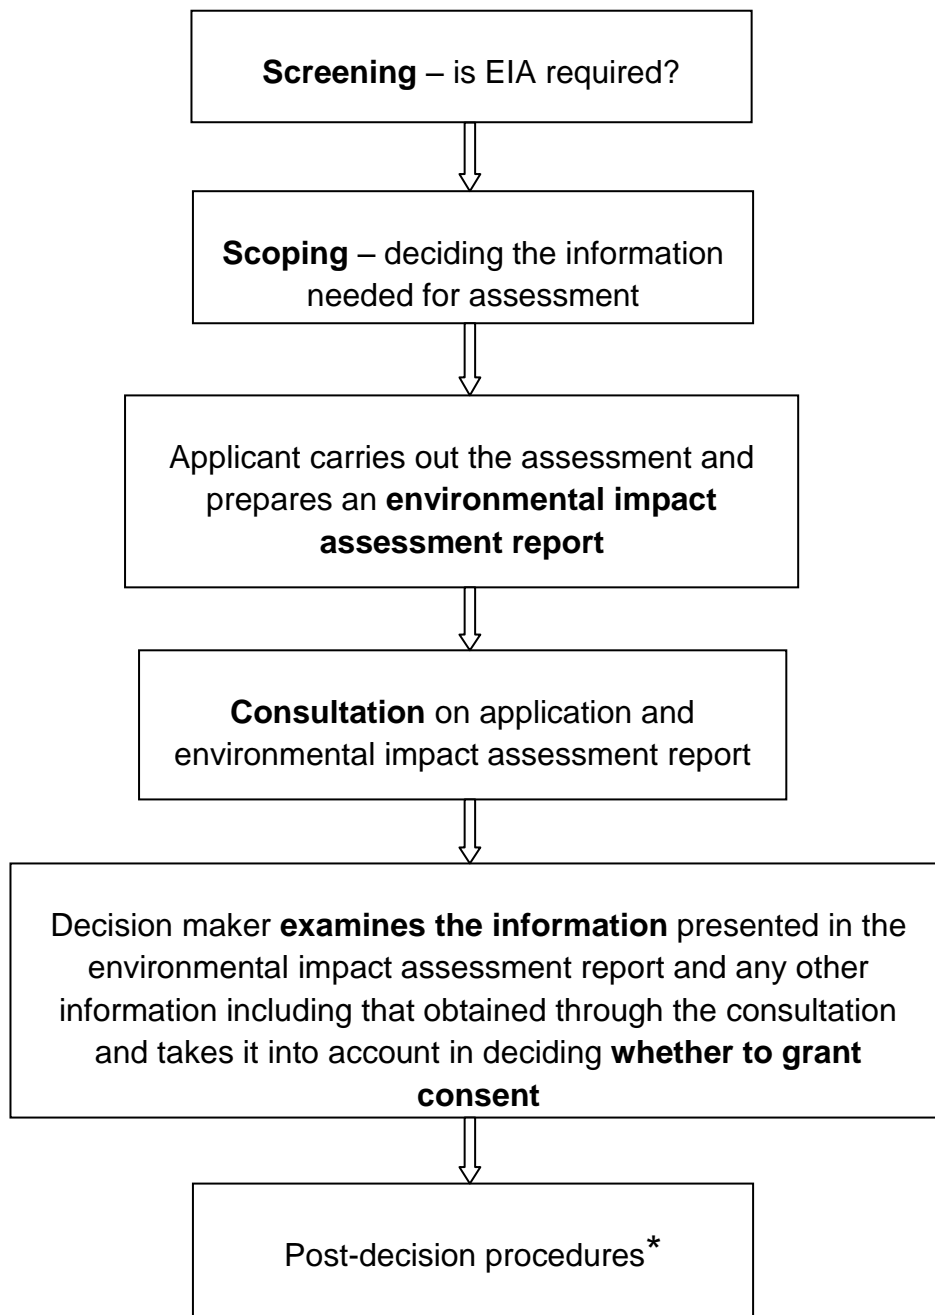 Screening – is EIA required?
Scoping – deciding the information
needed for assessment
Applicant carries out the assessment and
prepares an environmental impact
assessment report
Consultation on application and
environmental impact assessment report
Decision maker examines the information presented in the
environmental impact assessment report and any other
information including that obtained through the consultation
and takes it into account in deciding whether to grant
consent
Post-decision procedures*